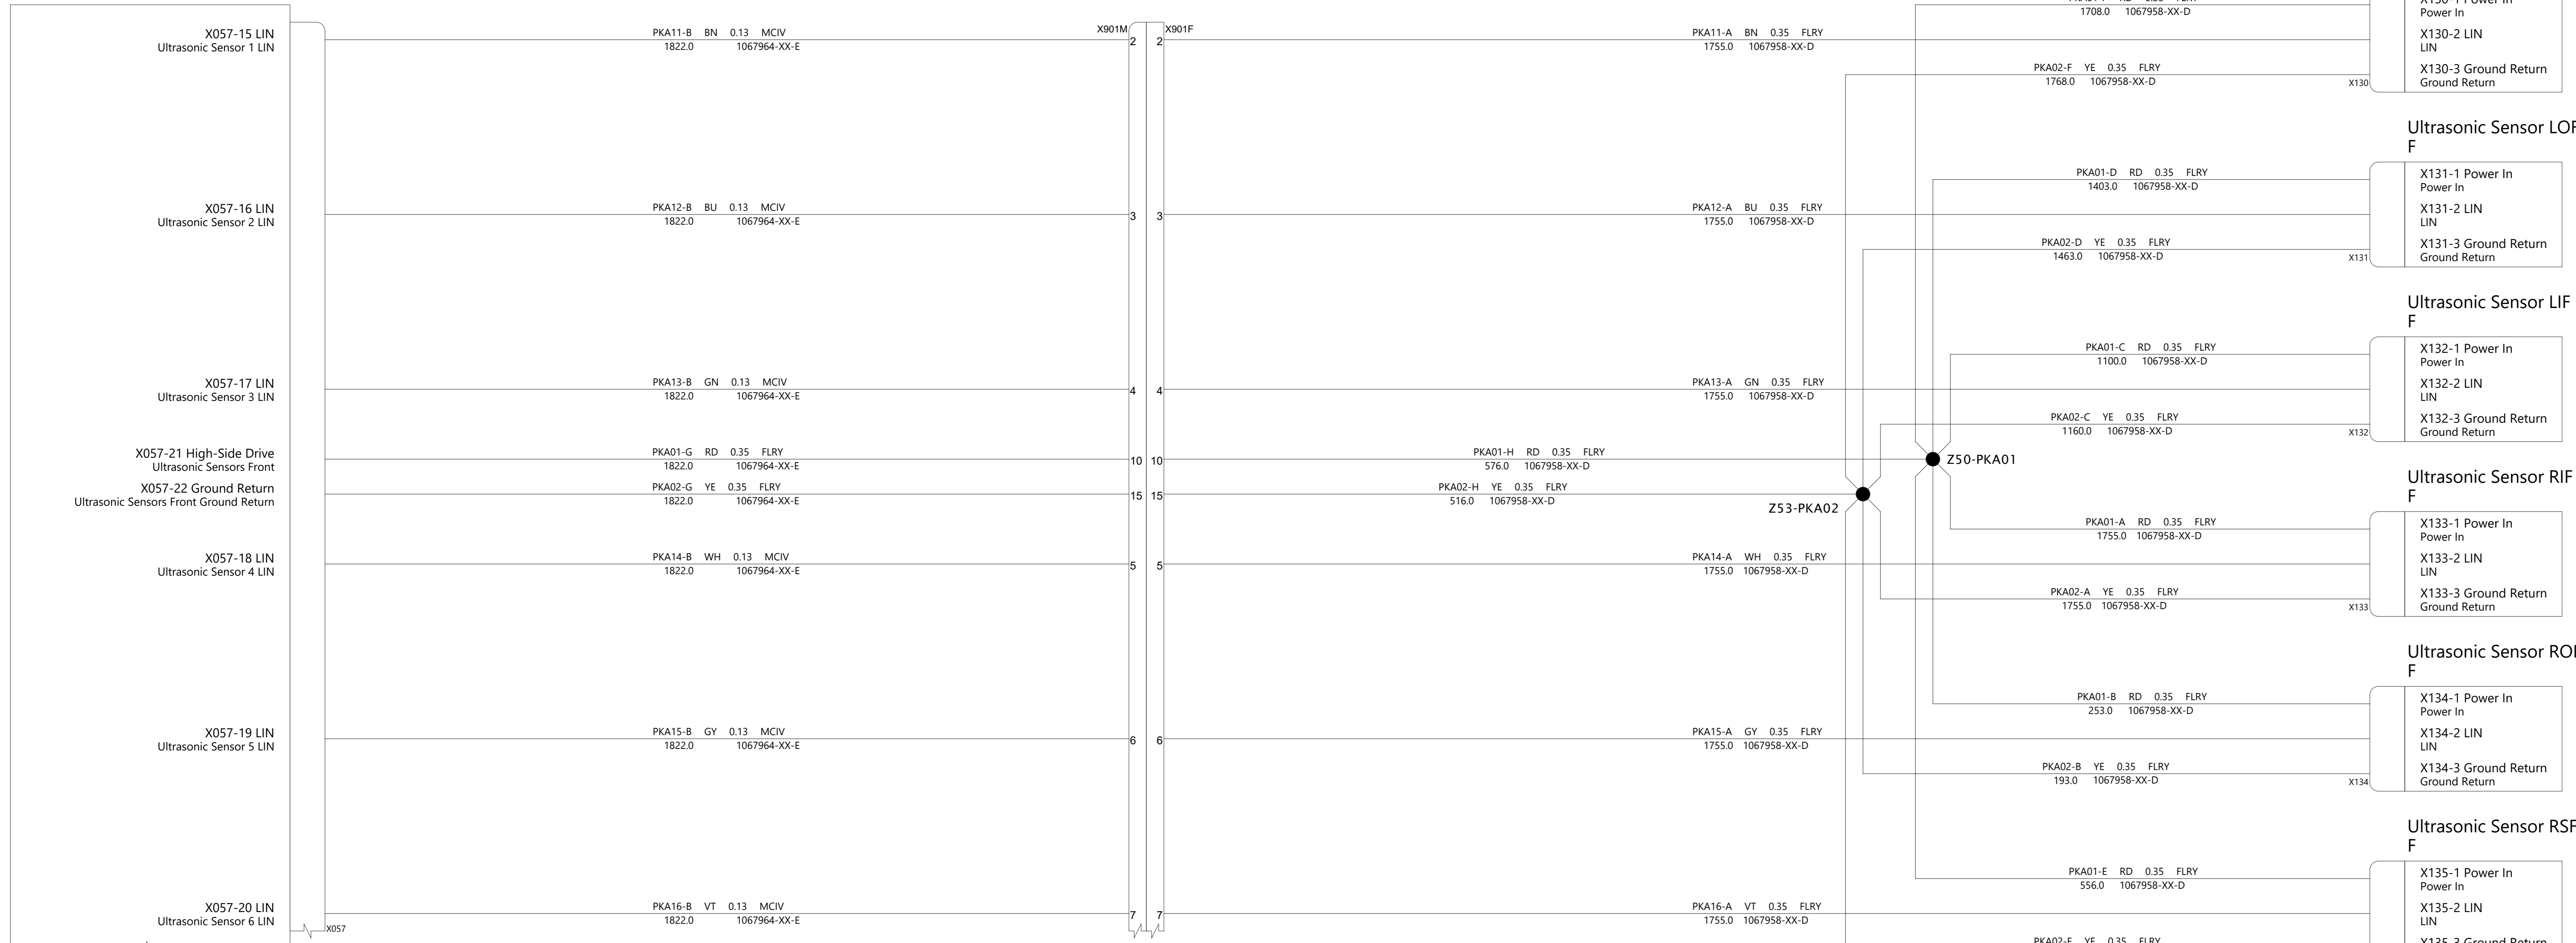 X057-15 LIN
Ultrasonic Sensor 1 LIN
X057-16 LIN
Ultrasonic Sensor 2 LIN
X057-17 LIN
Ultrasonic Sensor 3 LIN
X057-21 High-Side Drive
Ultrasonic Sensors Front
X057-22 Ground Return
Ultrasonic Sensors Front Ground Return
X057-18 LIN
Ultrasonic Sensor 4 LIN
X057-19 LIN
Ultrasonic Sensor 5 LIN
X057-20 LIN
Ultrasonic Sensor 6 LIN
X057
PKA11-B BN 0.13 MCIV
1822.0 1067964-XX-E
PKA12-B BU 0.13 MCIV
1822.0 1067964-XX-E
PKA13-B GN 0.13 MCIV
1822.0 1067964-XX-E
PKA01-G RD 0.35 FLRY
1822.0 1067964-XX-E
PKA02-G YE 0.35 FLRY
1822.0 1067964-XX-E
PKA14-B WH 0.13 MCIV
1822.0 1067964-XX-E
PKA15-B GY 0.13 MCIV
1822.0 1067964-XX-E
PKA16-B VT 0.13 MCIV
1822.0 1067964-XX-E
X901M X901F
2 2
3 3
4 4
10 10
15 15
5 5
6 6
7 7
PKA11-A BN 0.35 FLRY
1755.0 1067958-XX-D
PKA12-A BU 0.35 FLRY
1755.0 1067958-XX-D
PKA13-A GN 0.35 FLRY
1755.0 1067958-XX-D
PKA01-H RD 0.35 FLRY
576.0 1067958-XX-D
PKA02-H YE 0.35 FLRY
516.0 1067958-XX-D
PKA14-A WH 0.35 FLRY
1755.0 1067958-XX-D
PKA15-A GY 0.35 FLRY
1755.0 1067958-XX-D
PKA16-A VT 0.35 FLRY
1755.0 1067958-XX-D
Z50-PKA01
Z53-PKA02
1708.0 1067958-XX-D
PKA02-F YE 0.35 FLRY
1768.0 1067958-XX-D
PKA01-D RD 0.35 FLRY
1403.0 1067958-XX-D
PKA02-D YE 0.35 FLRY
1463.0 1067958-XX-D
PKA01-C RD 0.35 FLRY
1100.0 1067958-XX-D
PKA02-C YE 0.35 FLRY
1160.0 1067958-XX-D
PKA01-A RD 0.35 FLRY
1755.0 1067958-XX-D
PKA02-A YE 0.35 FLRY
1755.0 1067958-XX-D
PKA01-B RD 0.35 FLRY
253.0 1067958-XX-D
PKA02-B YE 0.35 FLRY
193.0 1067958-XX-D
PKA01-E RD 0.35 FLRY
556.0 1067958-XX-D
YE 0.35 FLRY
X130-1 Power In
Power In
X130-2 LIN
LIN
X130-3 Ground Return
Ground Return
X130
Ultrasonic Sensor
F
X131-1 Power In
Power In
X131-2 LIN
LIN
X131-3 Ground Return
Ground Return
X131
Ultrasonic Sensor LIF
F
X132-1 Power In
Power In
X132-2 LIN
LIN
X132-3 Ground Return
Ground Return
X132
Ultrasonic Sensor RIF
F
X133-1 Power In
Power In
X133-2 LIN
LIN
X133-3 Ground Return
Ground Return
X133
Ultrasonic Sensor
F
X134-1 Power In
Power In
X134-2 LIN
LIN
X134-3 Ground Return
Ground Return
X134
Ultrasonic Sensor RSF
F
X135-1 Power In
Power In
X135-2 LIN
LIN
X135-3 Ground Return